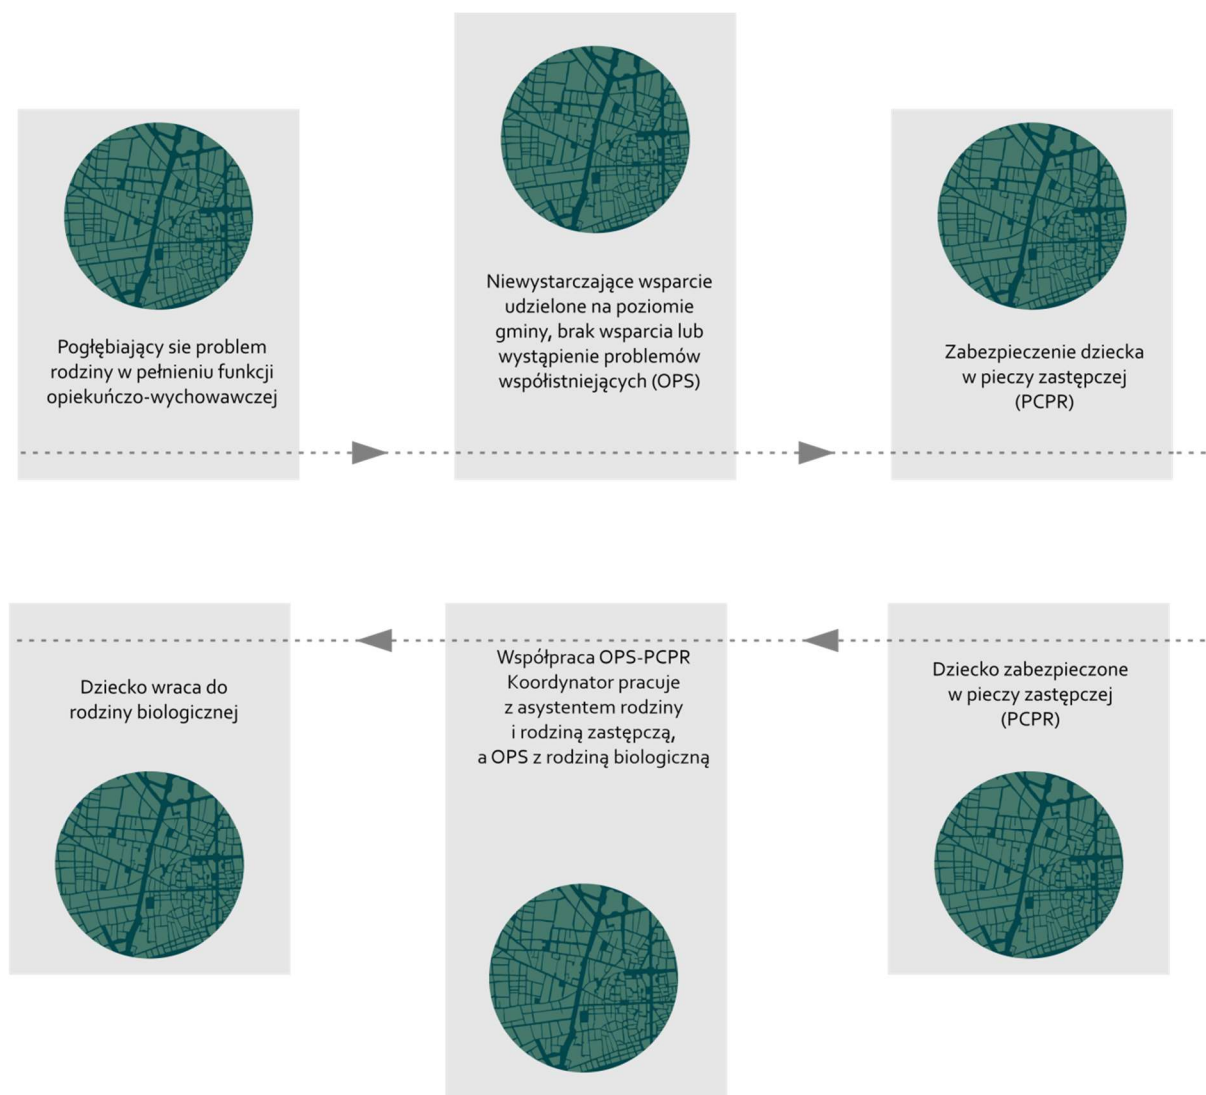 Pogłębiający sie problem
rodziny w pełnieniu funkcji
opiekuńczo-wychowawczej
Niewystarczające wsparcie
udzielone na poziomie
gminy, brak wsparcia lub
wystąpienie problemów
współistniejących (OPS)
Zabezpieczenie dziecka
w pieczy zastępczej
(PCPR)
Dziecko wraca do
rodziny biologicznej
Współpraca OPS-PCPR
Koordynator pracuje
z asystentem rodziny
i rodziną zastępczą,
a OPS z rodziną biologiczną
Dziecko zabezpieczone
w pieczy zastępczej
(PCPR)